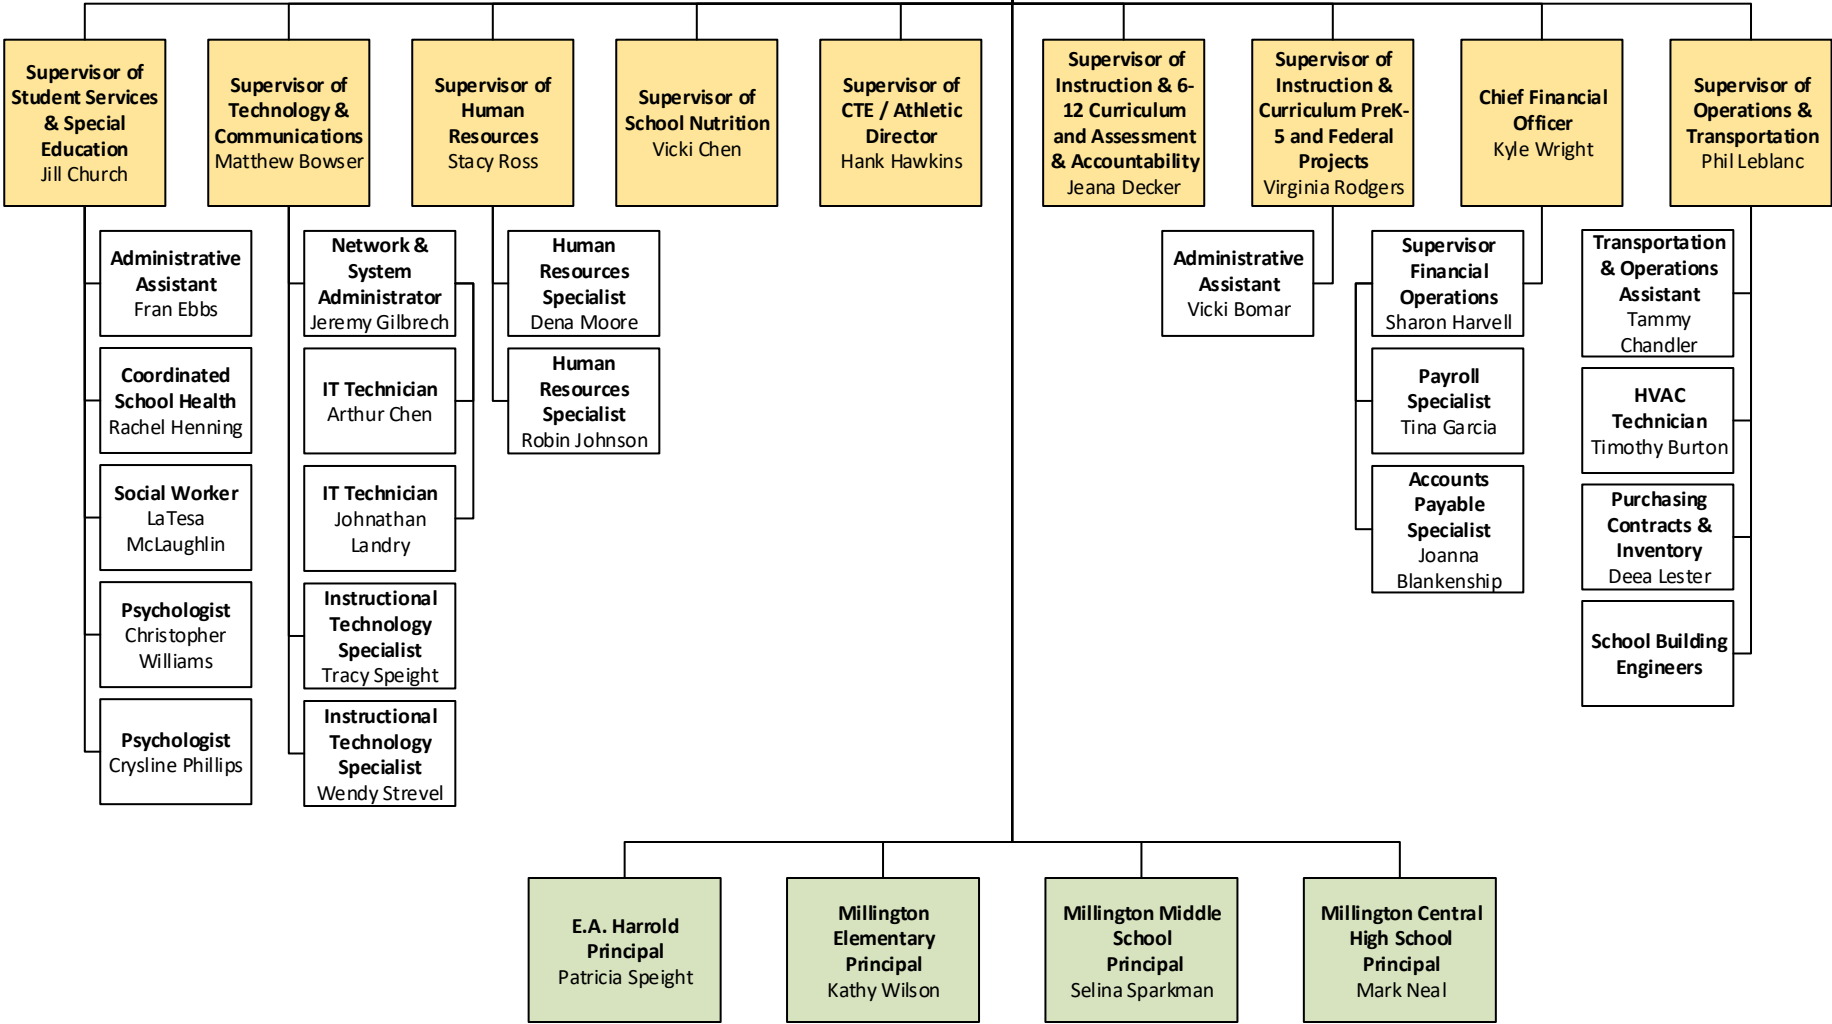 Supervisor of
Student Services
& Special
Education
Jill Church
Supervisor of
Technology &
Communications
Matthew Bowser
Supervisor of
Human
Resources
Stacy Ross
Supervisor of
School Nutrition
Vicki Chen
Supervisor of
CTE / Athletic
Director
Hank Hawkins
Supervisor of
Instruction & 6-
12 Curriculum
and Assessment
& Accountability
Jeana Decker
Supervisor of
Instruction &
Curriculum PreK-
5 and Federal
Projects
Virginia Rodgers
Chief Financial
Officer
Kyle Wright
Supervisor of
Operations &
Transportation
Phil Leblanc
Administrative
Assistant
Fran Ebbs
Coordinated
School Health
Rachel Henning
Social Worker
LaTesa
McLaughlin
Psychologist
Christopher
Williams
Psychologist
Crysline Phillips
Network &
System
Administrator
Jeremy Gilbrech
IT Technician
Arthur Chen
IT Technician
Johnathan
Landry
Instructional
Technology
Specialist
Tracy Speight
Instructional
Technology
Specialist
Wendy Strevel
Human
Resources
Specialist
Dena Moore
Human
Resources
Specialist
Robin Johnson
Administrative
Assistant
Vicki Bomar
Supervisor
Financial
Operations
Sharon Harvell
Payroll
Specialist
Tina Garcia
Accounts
Payable
Specialist
Joanna
Blankenship
Transportation
& Operations
Assistant
Tammy
Chandler
HVAC
Technician
Timothy Burton
Purchasing
Contracts &
Inventory
Deea Lester
School Building
Engineers
E.A. Harrold
Principal
Patricia Speight
Millington
Elementary
Principal
Kathy Wilson
Millington Middle
School
Principal
Selina Sparkman
Millington Central
High School
Principal
Mark Neal